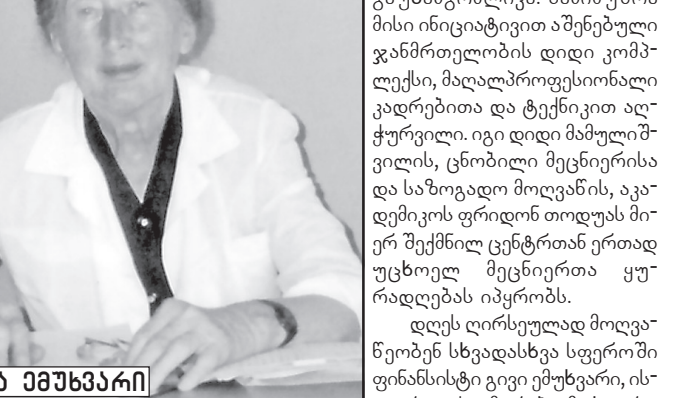 მისი ინიციატივით აშენებული
ჯანმრთელობის დიდი კომპ-
ლექსი, მაღალპროფესიონალი
კადრებითა და ტექნიკით აღ-
ჭურვილი. იგი დიდი მამულიშ-
ვილის, ცნობილი მეცნიერისა
და საზოგადო მოღვაწის, აკა-
დემიკოს ფრიდონ თოდუას მი-
ერ შექმნილ ცენტრთან ერთად
უცხოელ მეცნიერთა ყუ-
რადღებას იპყრობს.
დღეს ღირსეულად მოღვა-
წეობენ სხვადასხვა სფეროში
ფინანსისტი გივი ემუხვარი, ის-
ემუხვარი